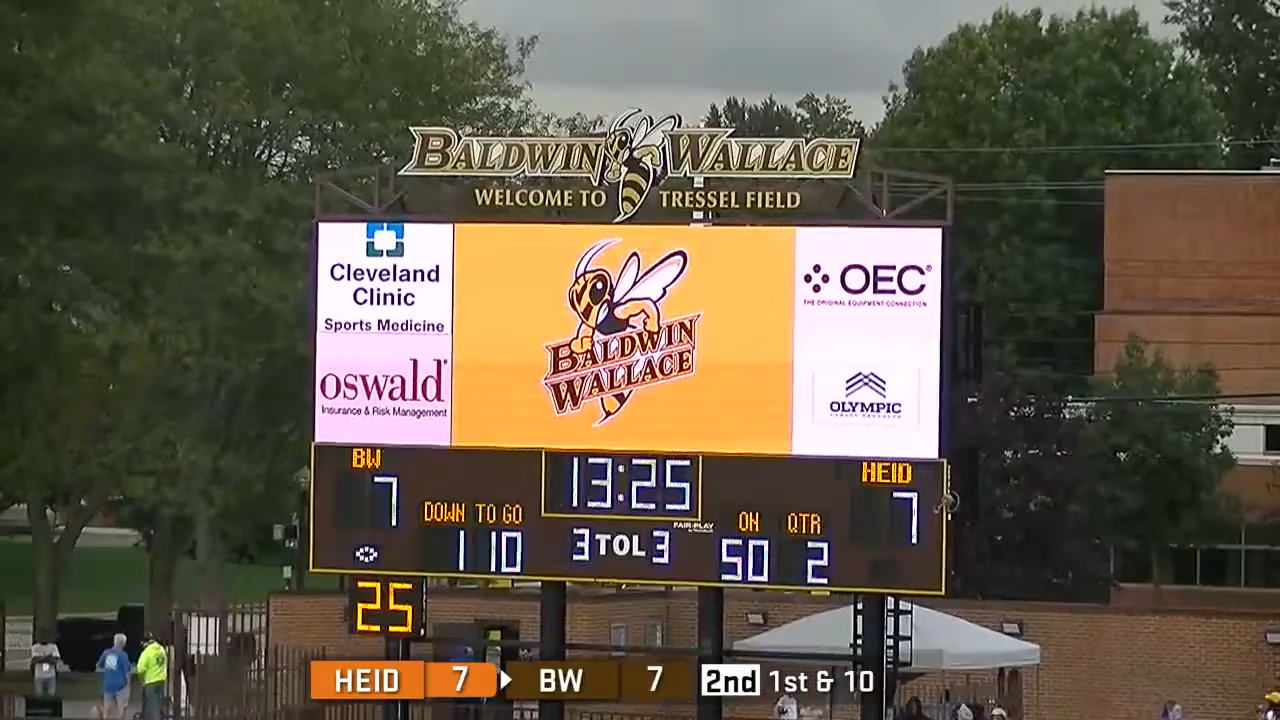 BALDWIN WALLACE
WELCOME TO TRESSEL FIELD
Cleveland
Clinic
Sports Medicine
oswald
Insurance & Risk Management
BALDWIN
WALLACE
OEC
THE ORIGINAL EQUIPMENT CONNECTION
OLYMPIC
BW
7
13:25
HEID
7
DOWN TO GO
1 10
FAIR-PLAY
3 TOL 3
ON QTR
50 2
25
HEID 7 BW 7 2nd 1st & 10